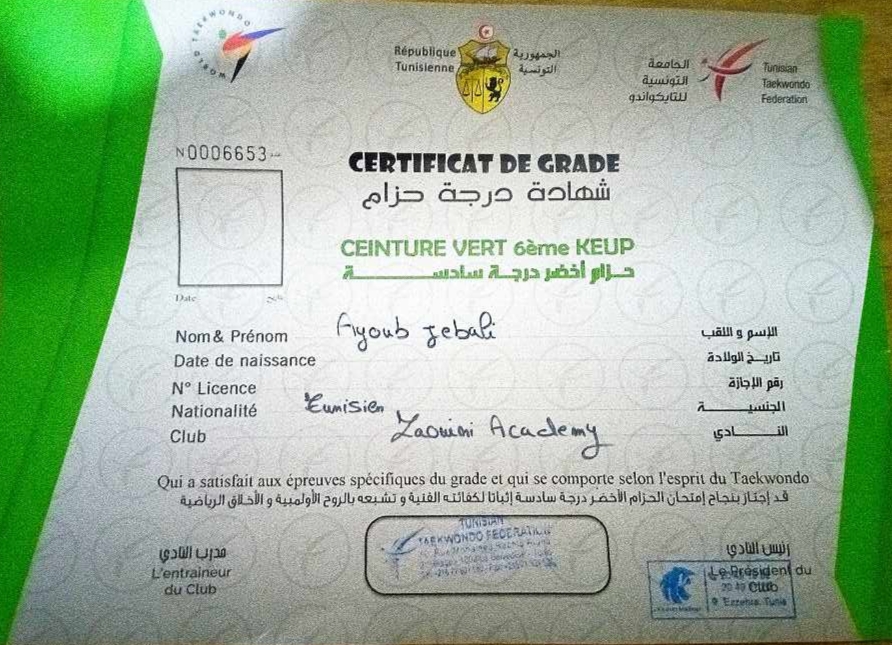 WORLD TAEKWONDO
République
Tunisienne
الجمهورية
التونسية
الجامعة
التونسية
للتايكواندو
Tunisian
Taekwondo
Federation
N0006653
CERTIFICAT DE GRADE
شهادة درجة حزام
CEINTURE VERT 6ème KEUP
حزام أخضر درجة سادسة
Date
Nom& Prénom Ayoub Jebali الإسم و اللقب
Date de naissance تاريخ الولادة
N° Licence رقم الإجازة
Nationalité Tunisien الجنسية
Club Zaouini Academy النادي
Qui a satisfait aux épreuves spécifiques du grade et qui se comporte selon l'esprit du Taekwondo
قد إجتاز بنجاح إمتحان الحزام الأخضر درجة سادسة إثباتا لكفائته الفنية و تشبعه بالروح الأولمبية و الأخلاق الرياضية
مدرب النادي
L'entraineur
du Club
TUNISIAN
TAEKWONDO FEDERATION
رئيس النادي
Le Président du
Club
Ezzahra Tunis